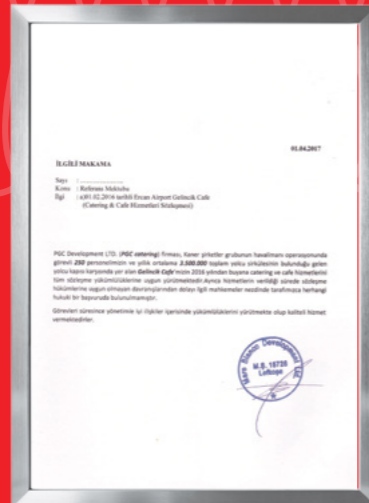 01.04.2017
İLGİLİ MAKAMA
Sayı : ..............
Konu : Referans Mektubu
İlgi : a)01.02.2016 tarihli Ercan Airport Gelincik Cafe
(Catering & Cafe Hizmetleri Sözleşmesi)
PGC Development LTD. (PGC catering) firması, Xaner şirketler grubunun havalimanı operasyonunda
görevli 250 personelimizin ve yıllık ortalama 3.500.000 toplam yolcu sirkülesinin bulunduğu gelen
yolcu kapısı karşısında yer alan Gelincik Cafe'mizin 2016 yılından buyana catering ve cafe hizmetlerini
tüm sözleşme yükümlülüklerine uygun yürütmektedir.Ayrıca hizmetlerin verildiği sürede sözleşme
hükümlerine uygun olmayan davranışlarından dolayı ilgili mahkemeler nezdinde tarafımızca herhangi
hukuki bir başvuruda bulunulmamıştır.
Görevleri süresince yönetimle iyi ilişkiler içerisinde yükümlülüklerini yürütmekte olup kaliteli hizmet
vermektedirler.
Development Ltd.
M.B. 15725
Lefkoşa